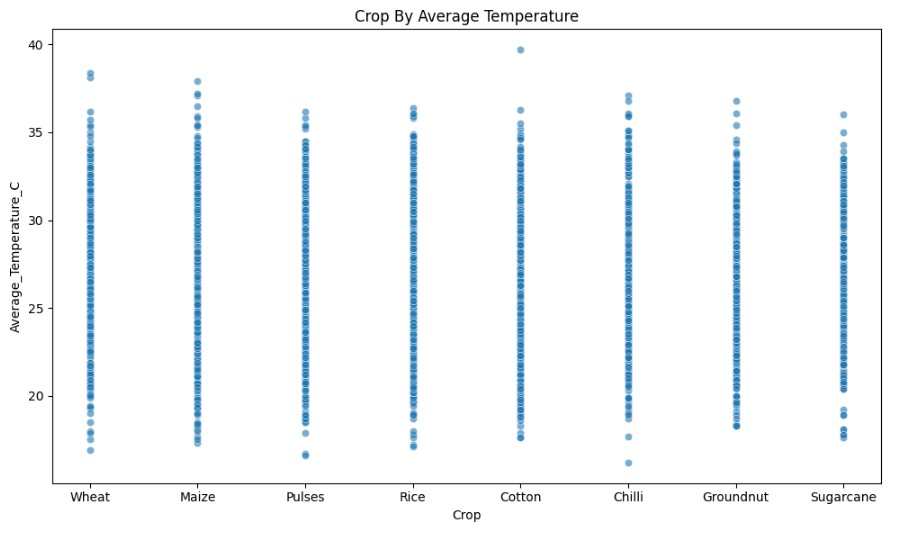 Crop By Average Temperature
40
35
30
25
20
Average_Temperature_C
Wheat Maize Pulses Rice Cotton Chilli Groundnut Sugarcane
Crop